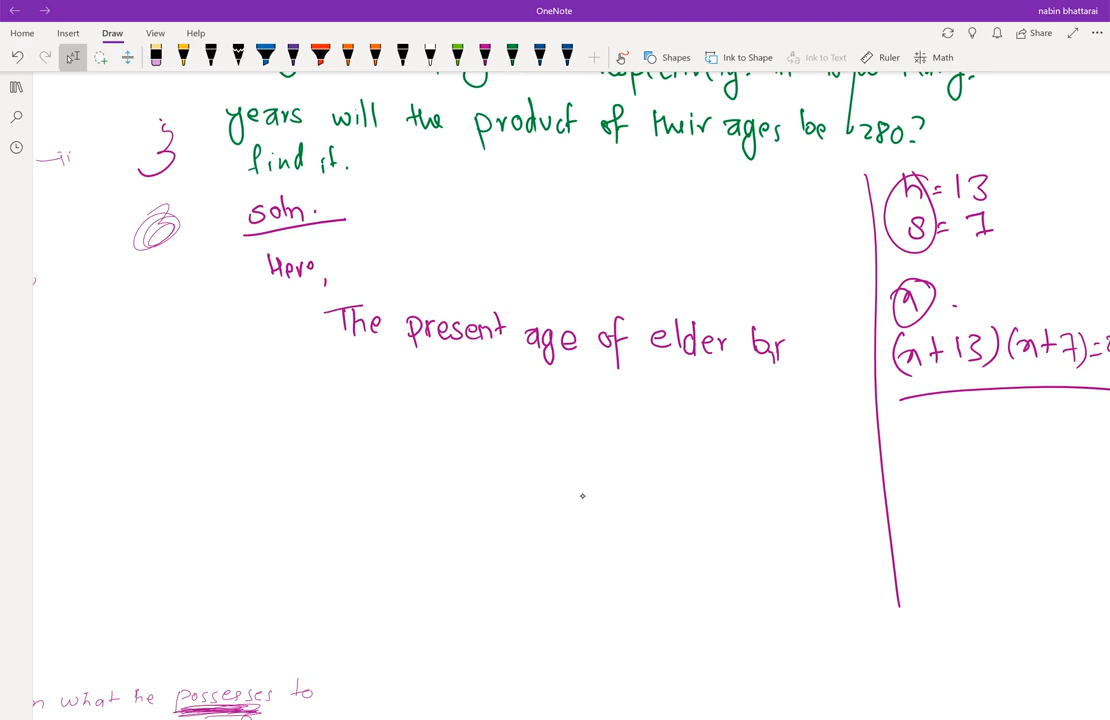 OneNote
nabin bhattarai
Home Insert Draw View Help
Share
Shapes Ink to Shape Ink to Text Ruler Math
years will the product of their ages be 280?
find it.
3
ii
soln.
Here,
The present age of elder br
= 13
8 = 7
(x + 13)(x + 7) =
n what he possesses to